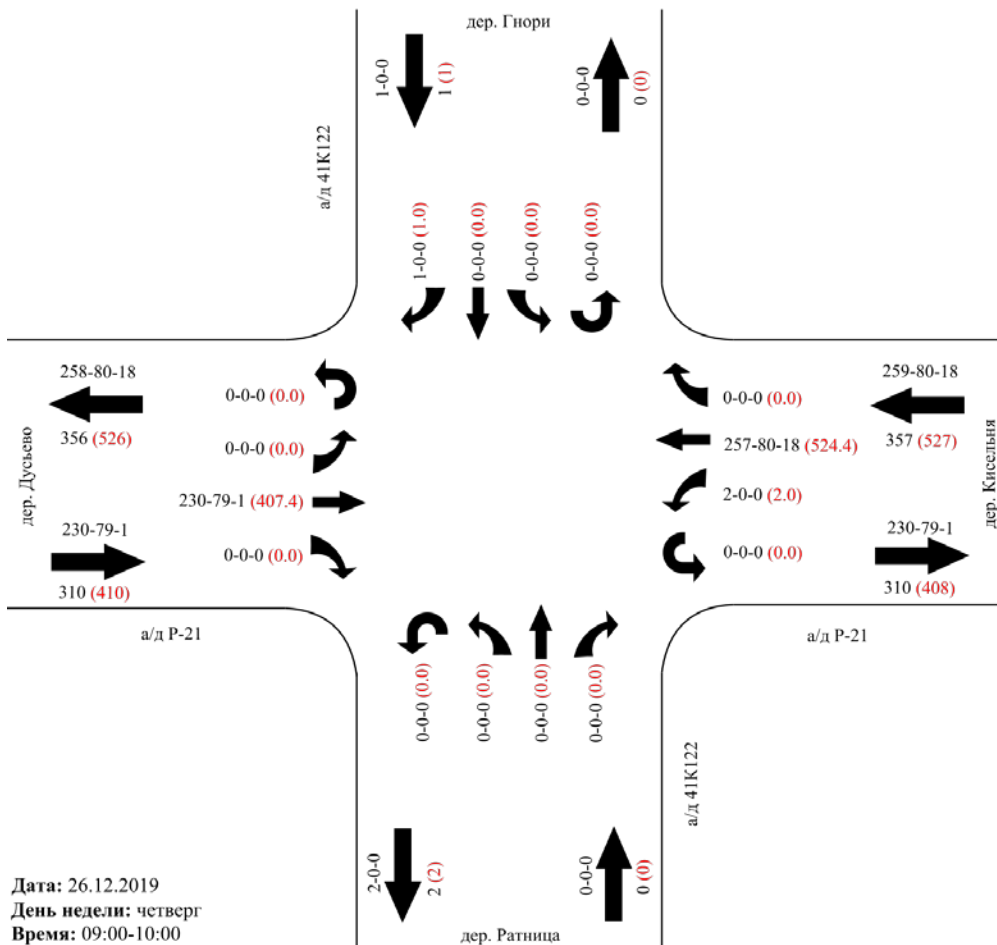 дер. Гнори
1-0-0
1 (1)
0-0-0
0 (0)
а/д 41К122
1-0-0 (1.0)
0-0-0 (0.0)
0-0-0 (0.0)
0-0-0 (0.0)
258-80-18
356 (526)
дер. Дусьево
230-79-1
310 (410)
а/д Р-21
0-0-0 (0.0)
0-0-0 (0.0)
230-79-1 (407.4)
0-0-0 (0.0)
0-0-0 (0.0)
257-80-18 (524.4)
2-0-0 (2.0)
0-0-0 (0.0)
259-80-18
357 (527)
дер. Кисельня
230-79-1
310 (408)
а/д Р-21
0-0-0 (0.0)
0-0-0 (0.0)
0-0-0 (0.0)
0-0-0 (0.0)
а/д 41К122
2-0-0
2 (2)
0-0-0
0 (0)
дер. Ратница
Дата: 26.12.2019
День недели: четверг
Время: 09:00-10:00